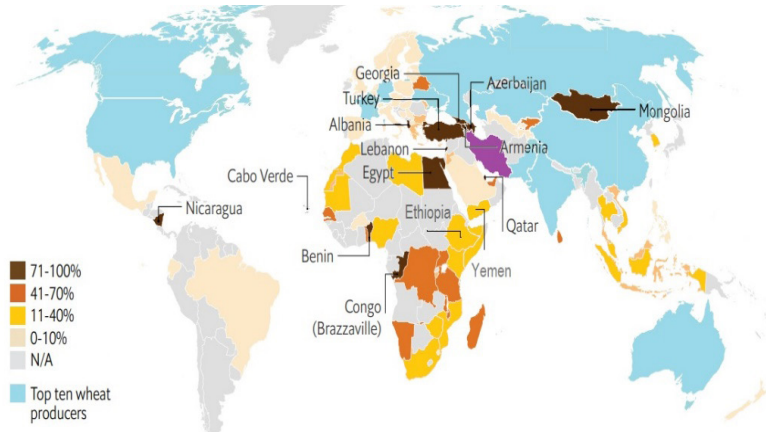 Georgia
Azerbaijan
Turkey
Mongolia
Albania
Lebanon
Armenia
Egypt
Cabo Verde
Nicaragua
Ethiopia
Qatar
Benin
Yemen
Congo
(Brazzaville)
71-100%
41-70%
11-40%
0-10%
N/A
Top ten wheat
producers